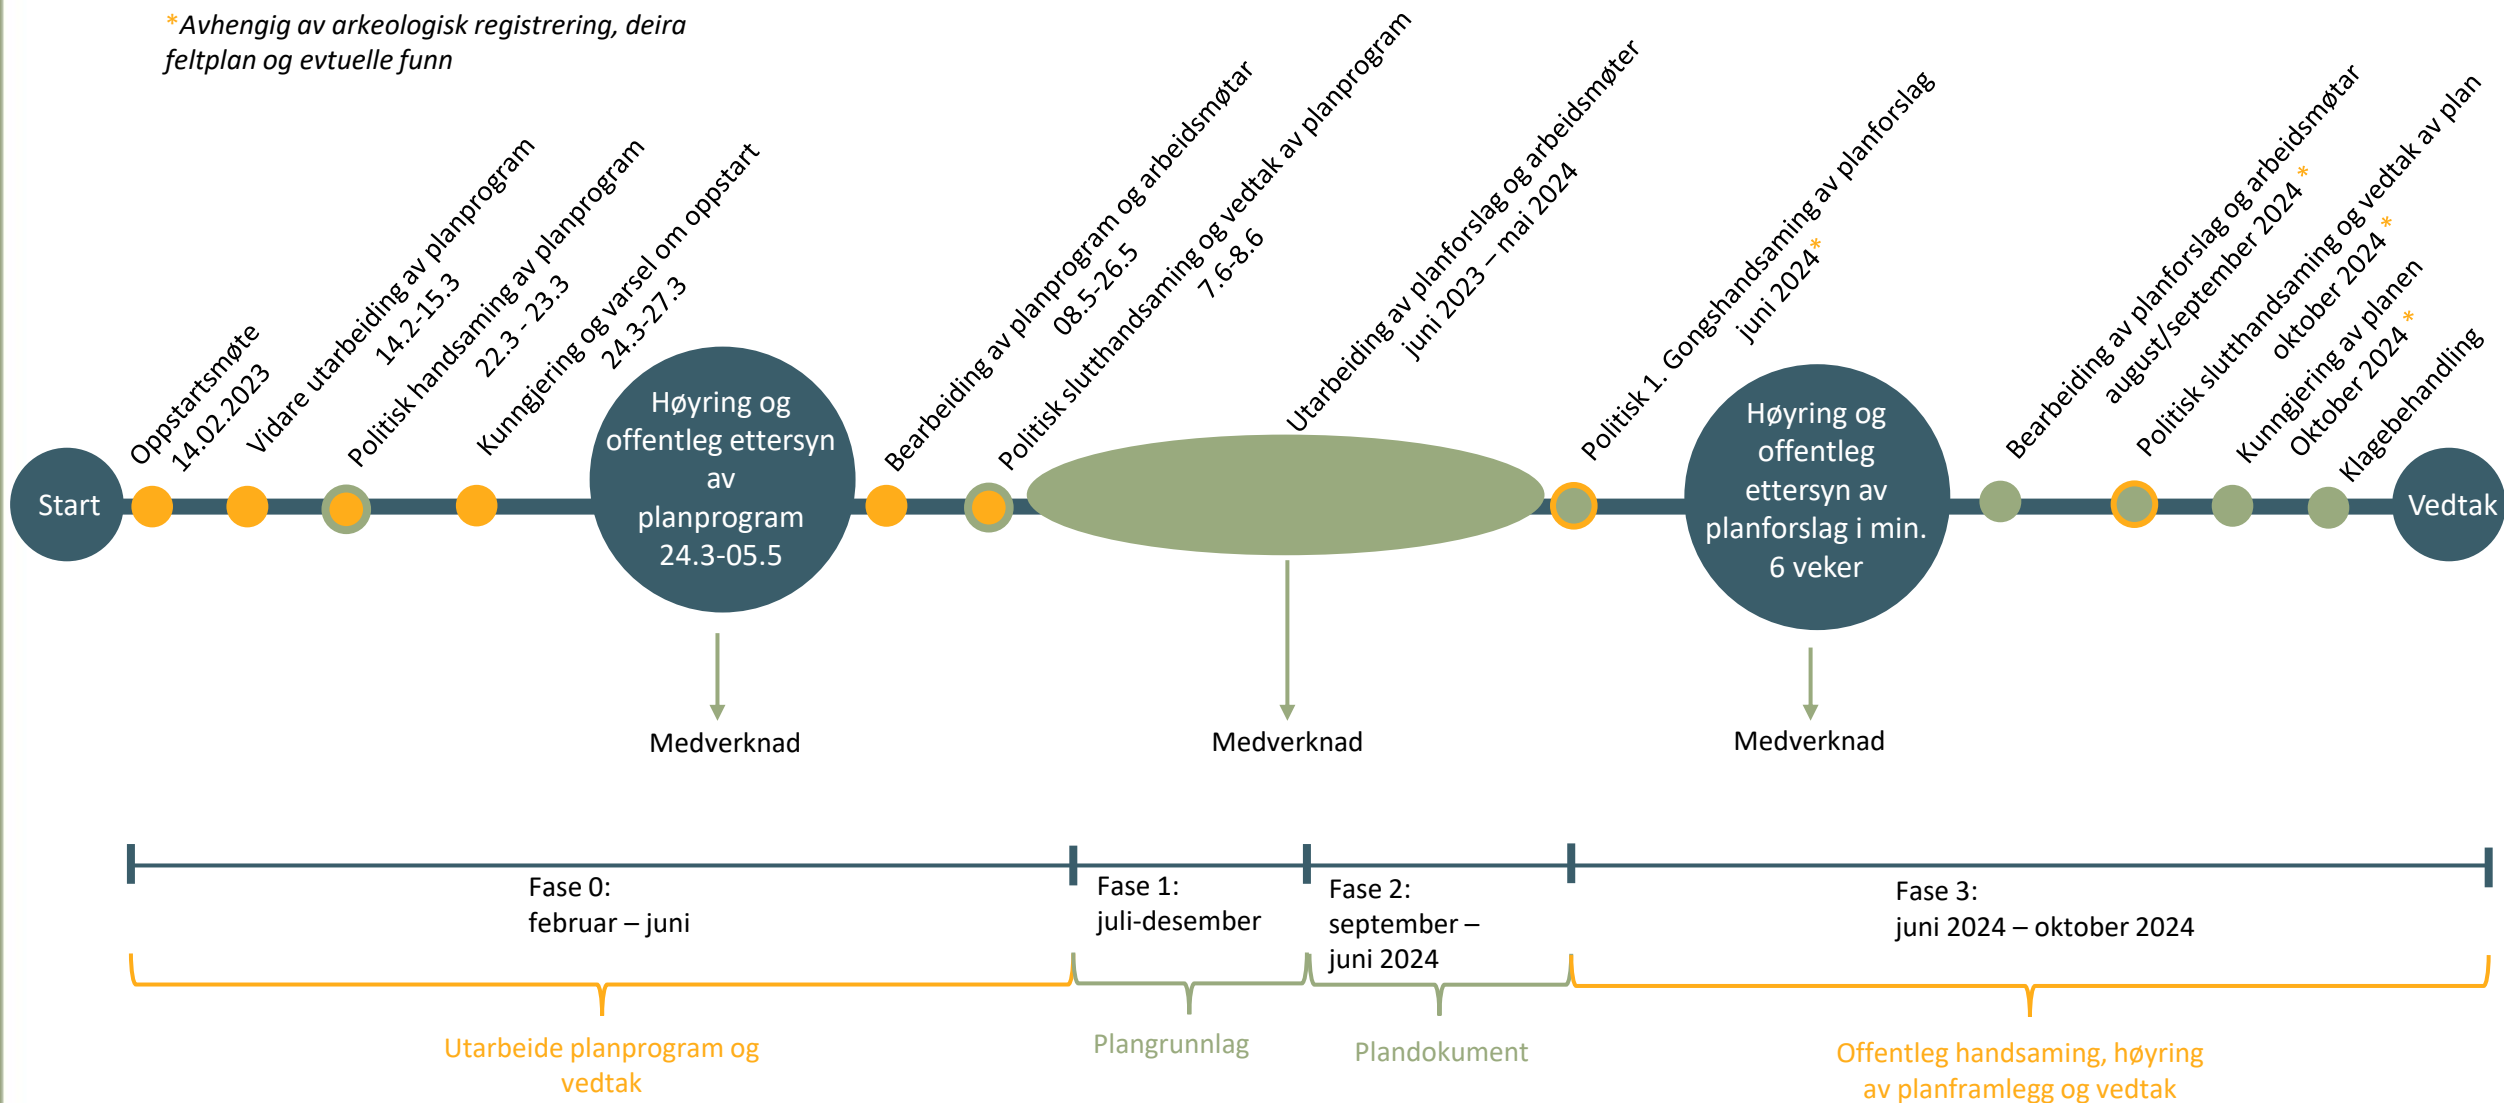 *Avhengig av arkeologisk registrering, deira
feltplan og evtuelle funn
Start
Oppstartsmøte
14.02.2023
Vidare utarbeiding av planprogram
14.2-15.3
Politisk handsaming av planprogram
22.3 - 23.3
Kunngjering og varsel om oppstart
24.3-27.3
Høyring og
offentleg ettersyn
av
planprogram
24.3-05.5
Bearbeiding av planprogram og arbeidsmøtar
08.5-26.5
Politisk slutthandsaming og vedtak av planprogram
7.6-8.6
Utarbeiding av planforslag og arbeidsmøter
juni 2023 – mai 2024
Politisk 1. Gongshandsaming av planforslag
juni 2024*
Høyring og
offentleg
ettersyn av
planforslag i min.
6 veker
Bearbeiding av planforslag og arbeidsmøtar
august/september 2024 *
Politisk slutthandsaming og vedtak av plan
oktober 2024 *
Kunngjering av planen
Oktober 2024 *
Klagebehandling
Vedtak
Medverknad
Medverknad
Medverknad
Fase 0:
februar – juni
Fase 1:
juli-desember
Fase 2:
september –
juni 2024
Fase 3:
juni 2024 – oktober 2024
Utarbeide planprogram og
vedtak
Plangrunnlag
Plandokument
Offentleg handsaming, høyring
av planframlegg og vedtak